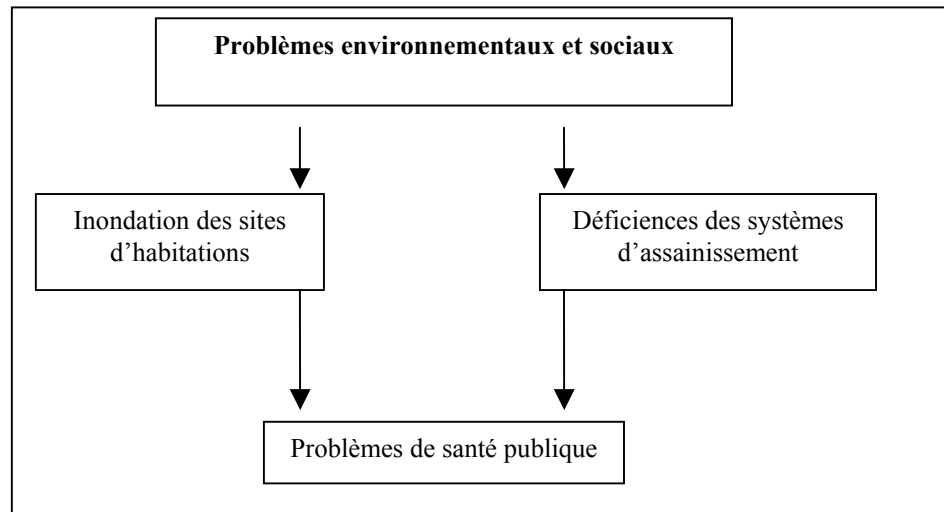 Problèmes environnementaux et sociaux
Inondation des sites
d’habitations
Déficiences des systèmes
d’assainissement
Problèmes de santé publique